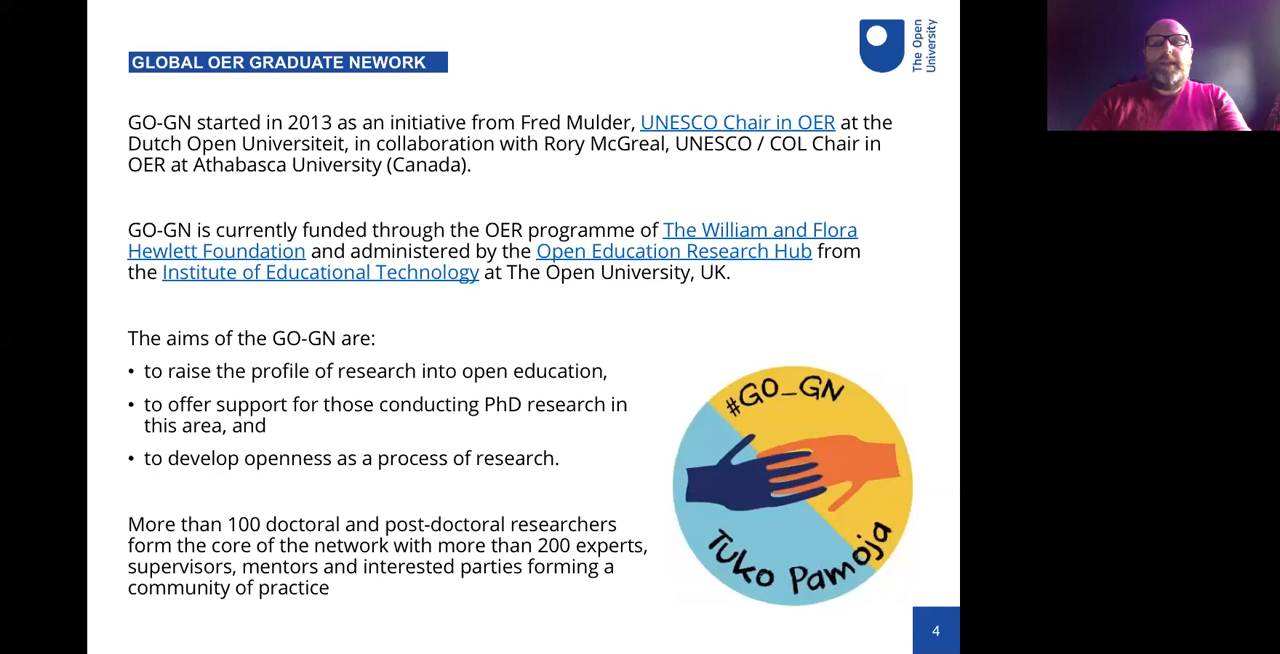 GLOBAL OER GRADUATE NEWORK
The Open
University
GO-GN started in 2013 as an initiative from Fred Mulder, UNESCO Chair in OER at the
Dutch Open Universiteit, in collaboration with Rory McGreal, UNESCO / COL Chair in
OER at Athabasca University (Canada).
GO-GN is currently funded through the OER programme of The William and Flora
Hewlett Foundation and administered by the Open Education Research Hub from
the Institute of Educational Technology at The Open University, UK.
The aims of the GO-GN are:
• to raise the profile of research into open education,
• to offer support for those conducting PhD research in
this area, and
• to develop openness as a process of research.
More than 100 doctoral and post-doctoral researchers
form the core of the network with more than 200 experts,
supervisors, mentors and interested parties forming a
community of practice
#GO_GN
Tuko Pamoja
4